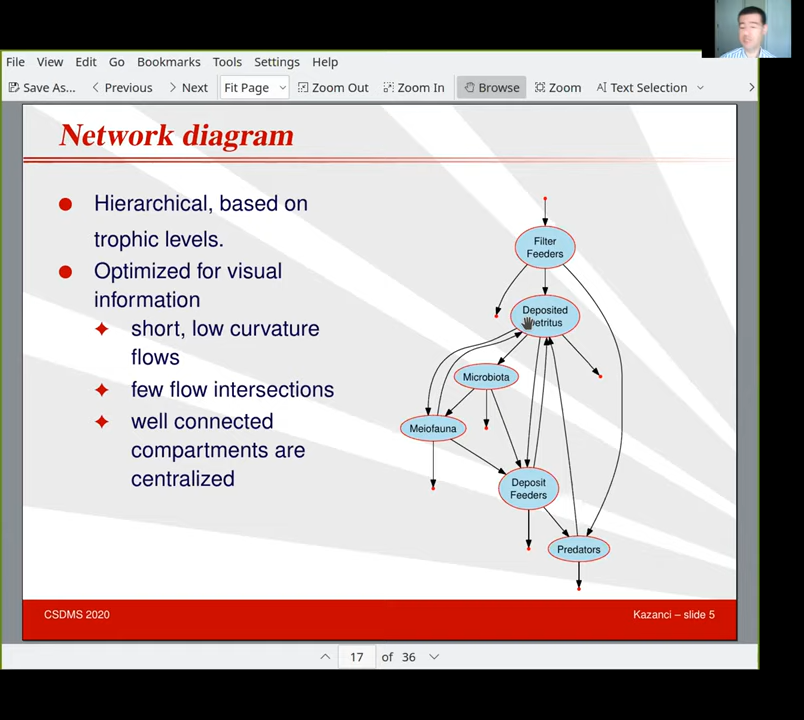 File View Edit Go Bookmarks Tools Settings Help
Save As... Previous Next Fit Page Zoom Out Zoom In Browse Zoom Text Selection
Network diagram
Hierarchical, based on
trophic levels.
Optimized for visual
information
short, low curvature
flows
few flow intersections
well connected
compartments are
centralized
Filter
Feeders
Deposited
Detritus
Microbiota
Meiofauna
Deposit
Feeders
Predators
CSDMS 2020 Kazanci – slide 5
17 of 36